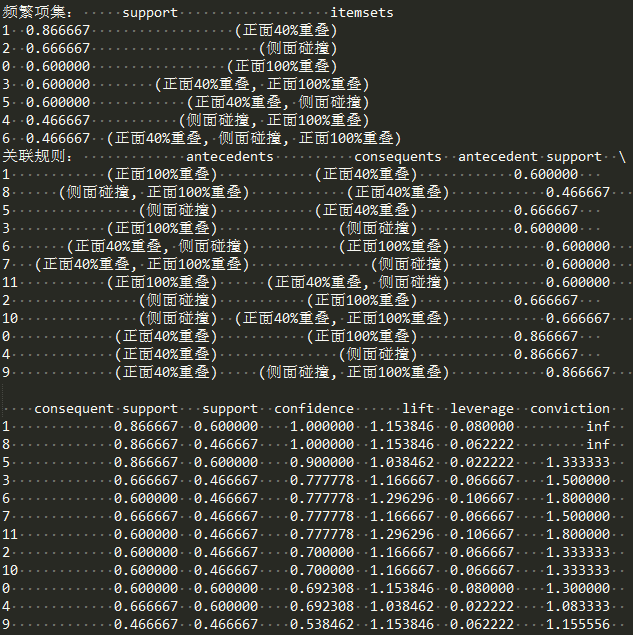 频繁项集:     support                   itemsets
1  0.866667                (正面40%重叠)
2  0.666667                   (侧面碰撞)
0  0.600000               (正面100%重叠)
3  0.600000      (正面40%重叠, 正面100%重叠)
5  0.600000          (正面40%重叠, 侧面碰撞)
4  0.466667         (侧面碰撞, 正面100%重叠)
6  0.466667  (正面40%重叠, 侧面碰撞, 正面100%重叠)
关联规则:              antecedents          consequents  antecedent support  \
1             (正面100%重叠)            (正面40%重叠)            0.600000
8       (侧面碰撞, 正面100%重叠)            (正面40%重叠)            0.466667
5                 (侧面碰撞)            (正面40%重叠)            0.666667
3             (正面100%重叠)               (侧面碰撞)            0.600000
6        (正面40%重叠, 侧面碰撞)           (正面100%重叠)            0.600000
7    (正面40%重叠, 正面100%重叠)               (侧面碰撞)            0.600000
11            (正面100%重叠)      (正面40%重叠, 侧面碰撞)            0.600000
2                 (侧面碰撞)           (正面100%重叠)            0.666667
10                (侧面碰撞)  (正面40%重叠, 正面100%重叠)            0.666667
0              (正面40%重叠)           (正面100%重叠)            0.866667
4              (正面40%重叠)               (侧面碰撞)            0.866667
9              (正面40%重叠)     (侧面碰撞, 正面100%重叠)            0.866667
consequent support   support  confidence      lift  leverage  conviction
1             0.866667  0.600000    1.000000  1.153846  0.080000         inf
8             0.866667  0.466667    1.000000  1.153846  0.062222         inf
5             0.866667  0.600000    0.900000  1.038462  0.022222    1.333333
3             0.666667  0.466667    0.777778  1.166667  0.066667    1.500000
6             0.600000  0.466667    0.777778  1.296296  0.106667    1.800000
7             0.666667  0.466667    0.777778  1.166667  0.066667    1.500000
11            0.600000  0.466667    0.777778  1.296296  0.106667    1.800000
2             0.600000  0.466667    0.700000  1.166667  0.066667    1.333333
10            0.600000  0.466667    0.700000  1.166667  0.066667    1.333333
0             0.600000  0.600000    0.692308  1.153846  0.080000    1.300000
4             0.666667  0.600000    0.692308  1.038462  0.022222    1.083333
9             0.466667  0.466667    0.538462  1.153846  0.062222    1.155556